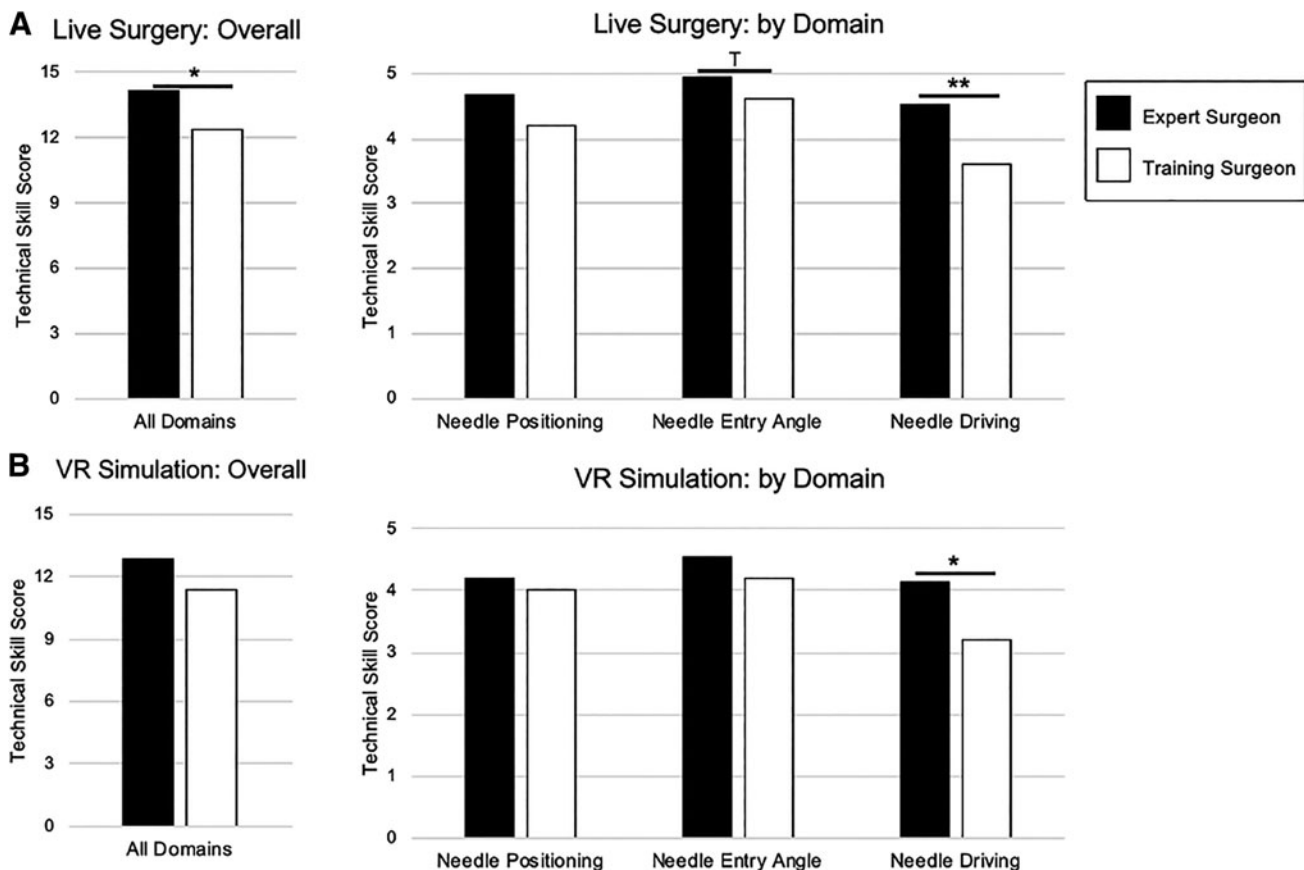 A
Live Surgery: Overall
Technical Skill Score
15
12
9
6
3
0
*
All Domains
Live Surgery: by Domain
Technical Skill Score
5
4
3
2
1
0
T
**
Needle Positioning
Needle Entry Angle
Needle Driving
Expert Surgeon
Training Surgeon
B
VR Simulation: Overall
Technical Skill Score
15
12
9
6
3
0
All Domains
VR Simulation: by Domain
Technical Skill Score
5
4
3
2
1
0
*
Needle Positioning
Needle Entry Angle
Needle Driving